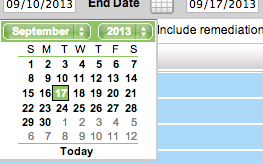 09/10/2013 End Date 09/17/2013
September 2013 Include remediation
S M T W T F S
1 2 3 4 5 6 7
8 9 10 11 12 13 14
15 16 17 18 19 20 21
22 23 24 25 26 27 28
29 30 1 2 3 4 5
6 7 8 9 10 11 12
Today